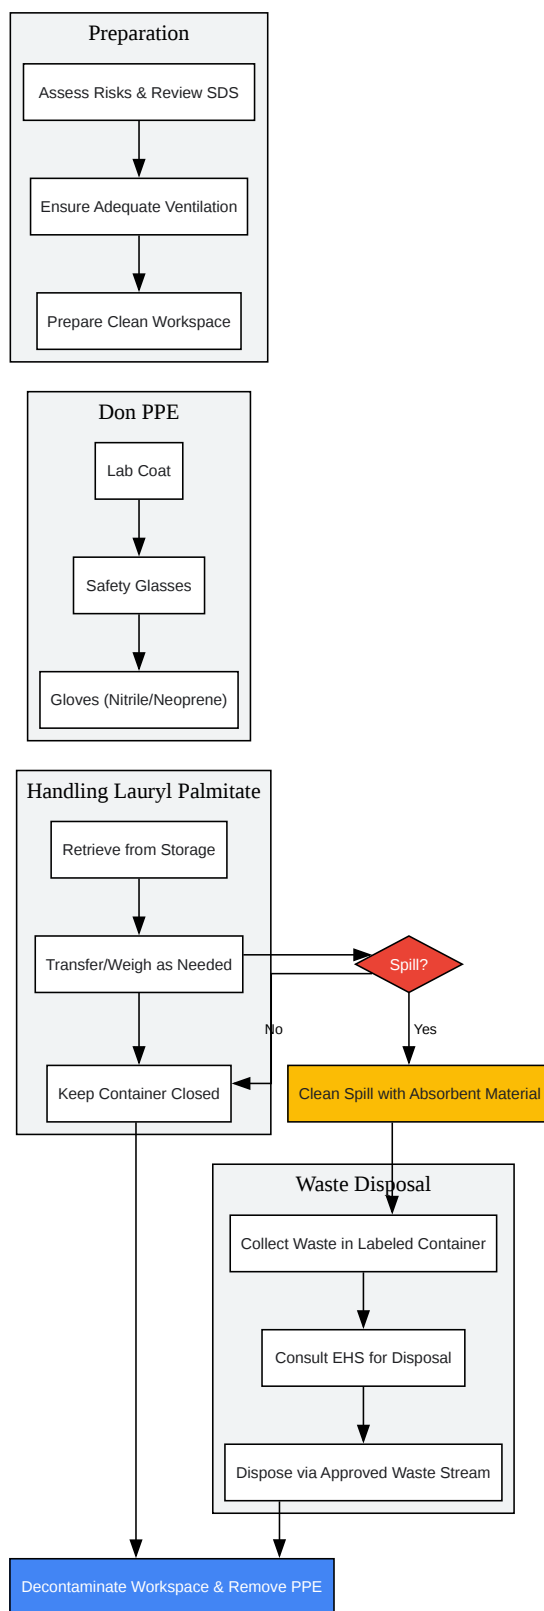 Preparation
Assess Risks & Review SDS
Ensure Adequate Ventilation
Prepare Clean Workspace
Don PPE
Lab Coat
Safety Glasses
Gloves (Nitrile/Neoprene)
Handling Lauryl Palmitate
Retrieve from Storage
Transfer/Weigh as Needed
Spill?
No
Yes
Keep Container Closed
Clean Spill with Absorbent Material
Waste Disposal
Collect Waste in Labeled Container
Consult EHS for Disposal
Dispose via Approved Waste Stream
Decontaminate Workspace & Remove PPE